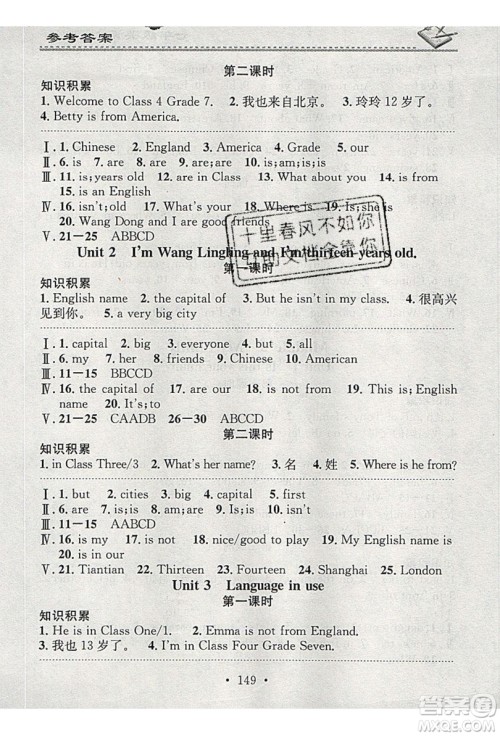 参考答案
第二课时
知识积累
1. Welcome to Class 4 Grade 7. 2. 我也来自北京。 3. 玲玲 12 岁了。
4. Betty is from America.
Ⅰ. 1. Chinese 2. England 3. America 4. Grade 5. our
Ⅱ. 6. is 7. are 8. are 9. are 10. is;am;is;is
Ⅲ. 11. is;years old 12. are in Class 13. What about you 14. is from
15. is an English
Ⅳ. 16. isn't;old 17. What's your 18. Where is 19. is;old
20. Wang Dong and I are good friends
Ⅴ. 21—25 ABBCD
Unit 2 I'm Wang Lingling and I'm thirteen years old.
第一课时
知识积累
1. English name 2. the capital of 3. But he isn't in my class. 4. 很高兴
见到你。 5. a very big city
Ⅰ. 1. capital 2. big 3. everyone 4. but 5. all
Ⅱ. 6. my 7. her 8. friends 9. Chinese 10. are
Ⅲ. 11—15 BBCCD
Ⅳ. 16. the capital of 17. are 18. is not from 19. This is; English
name 20. It's;to
Ⅴ. 21—25 CAADB 26—30 ABCCD
第二课时
知识积累
1. in Class Three/3 2. What's her name? 3. 名 4. 姓 5. Where is he from?
Ⅰ. 1. but 2. cities 3. big 4. capital 5. first
Ⅱ. 6. am 7. are 8. Is 9. is 10. isn't
Ⅲ. 11—15 AABCD
Ⅳ. 16. is;old 17. 18. nice/good to 19. good/play 20. My English name is
Ⅴ. 21. Tiantian 22. Thirteen 23. Fourteen 24. Shanghai 25. London
Unit 3 Language in use
第一课时
知识积累
1. He is in Class One/1. 2. Emma is not from England.
3. 我也 13 岁了。 4. I'm in Class Four Grade Seven.
149
十里春风不如你